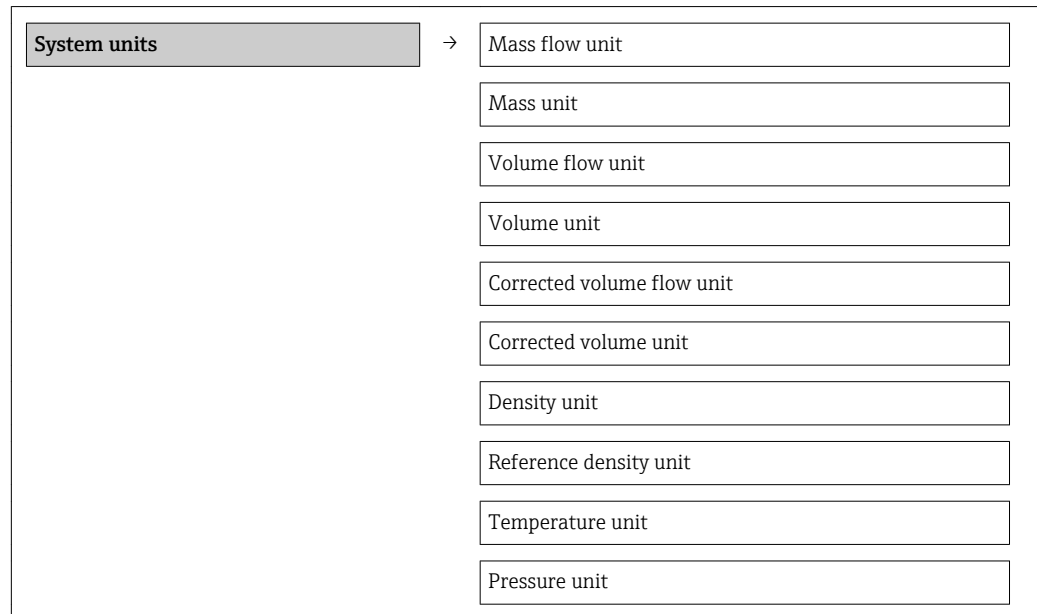 System units → Mass flow unit
Mass unit
Volume flow unit
Volume unit
Corrected volume flow unit
Corrected volume unit
Density unit
Reference density unit
Temperature unit
Pressure unit